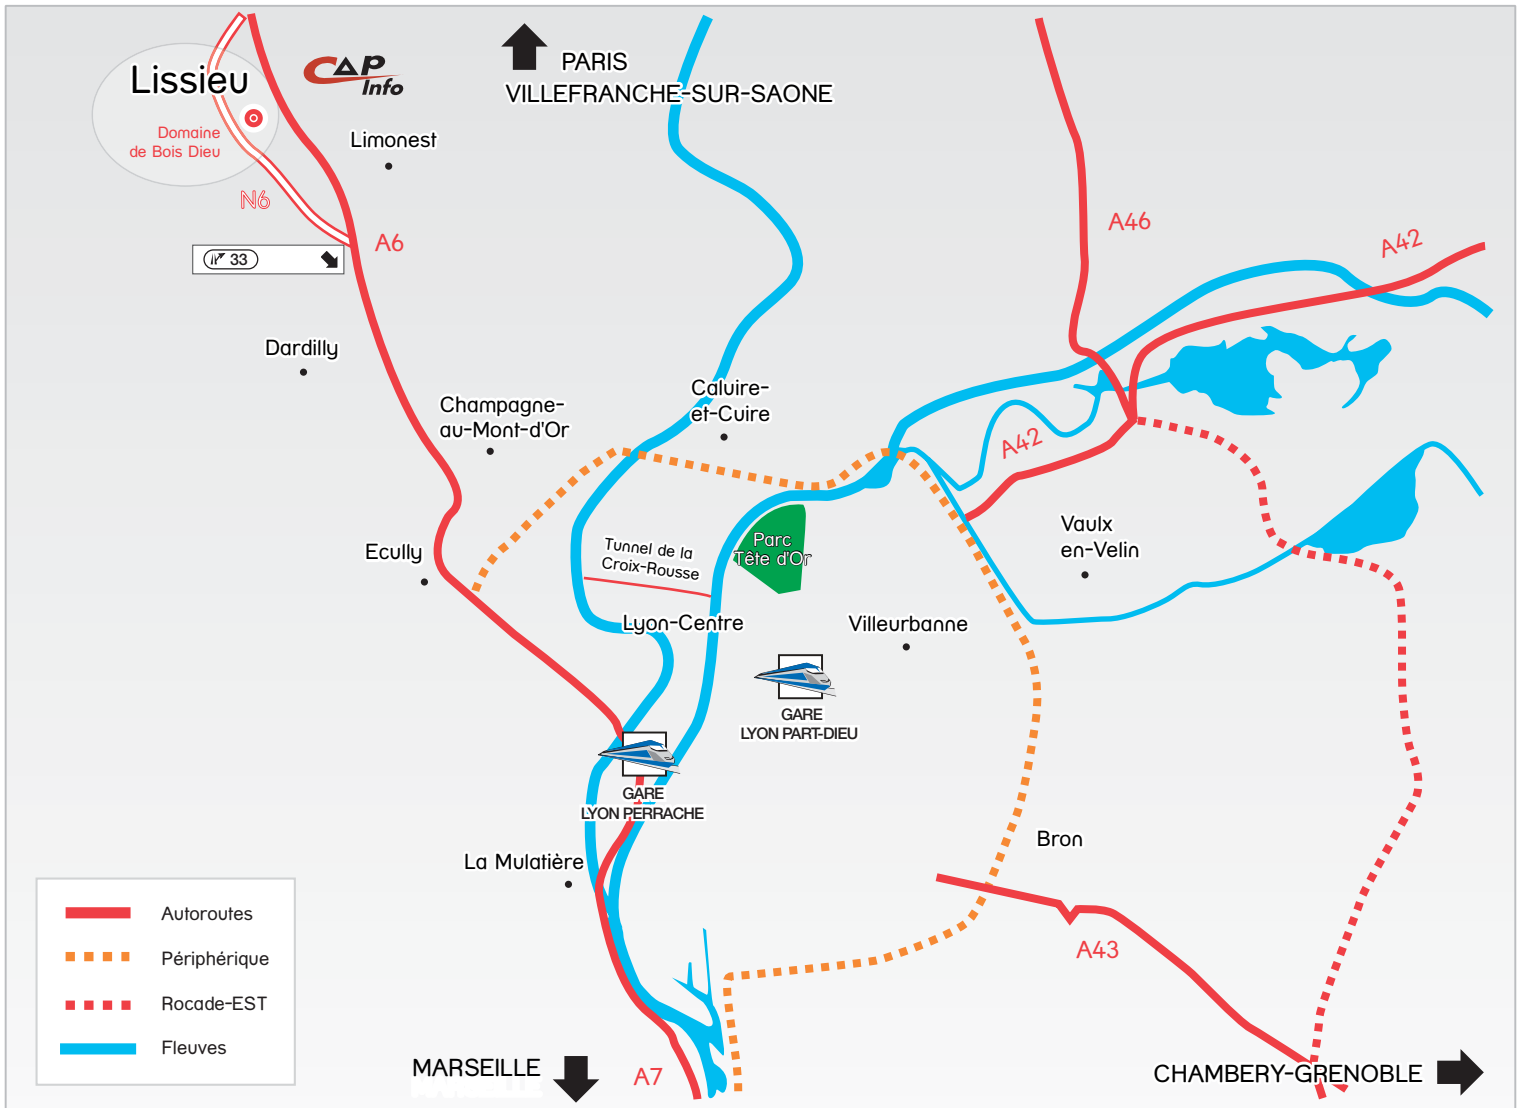 PARIS
VILLEFRANCHE-SUR-SAONE
CAP
Info
Lissieu
Domaine
de Bois Dieu
Limonest
N6
A6
33
A46
A42
Dardilly
Champagne-
au-Mont-d'Or
Caluire-
et-Cuire
A42
Ecully
Tunnel de la
Croix-Rousse
Parc
Tête d'Or
Vaulx
en-Velin
Lyon-Centre
Villeurbanne
GARE
LYON PART-DIEU
GARE
LYON PERRACHE
La Mulatière
Bron
A43
Autoroutes
Périphérique
Rocade-EST
Fleuves
MARSEILLE
A7
CHAMBERY-GRENOBLE